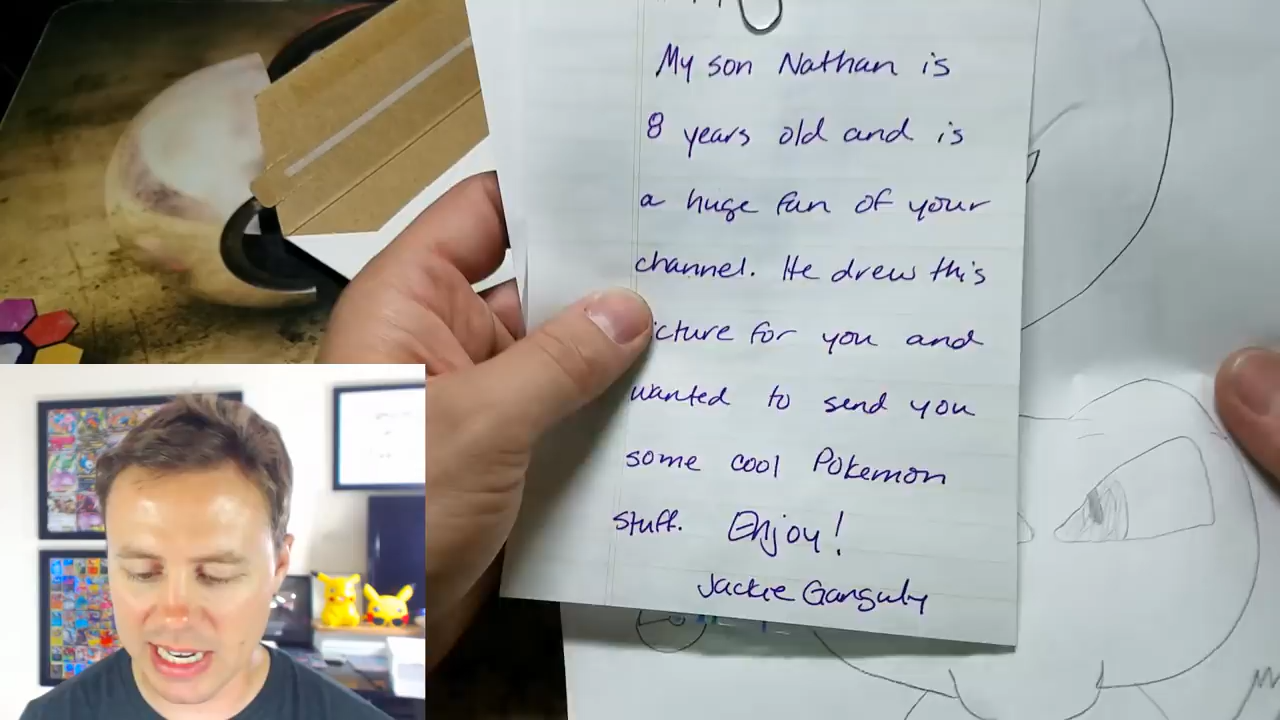 My son Nathan is
8 years old and is
a huge fan of your
channel. He drew this
icture for you and
wanted to send you
some cool Pokemon
stuff. Enjoy!
Jackie Ganguly